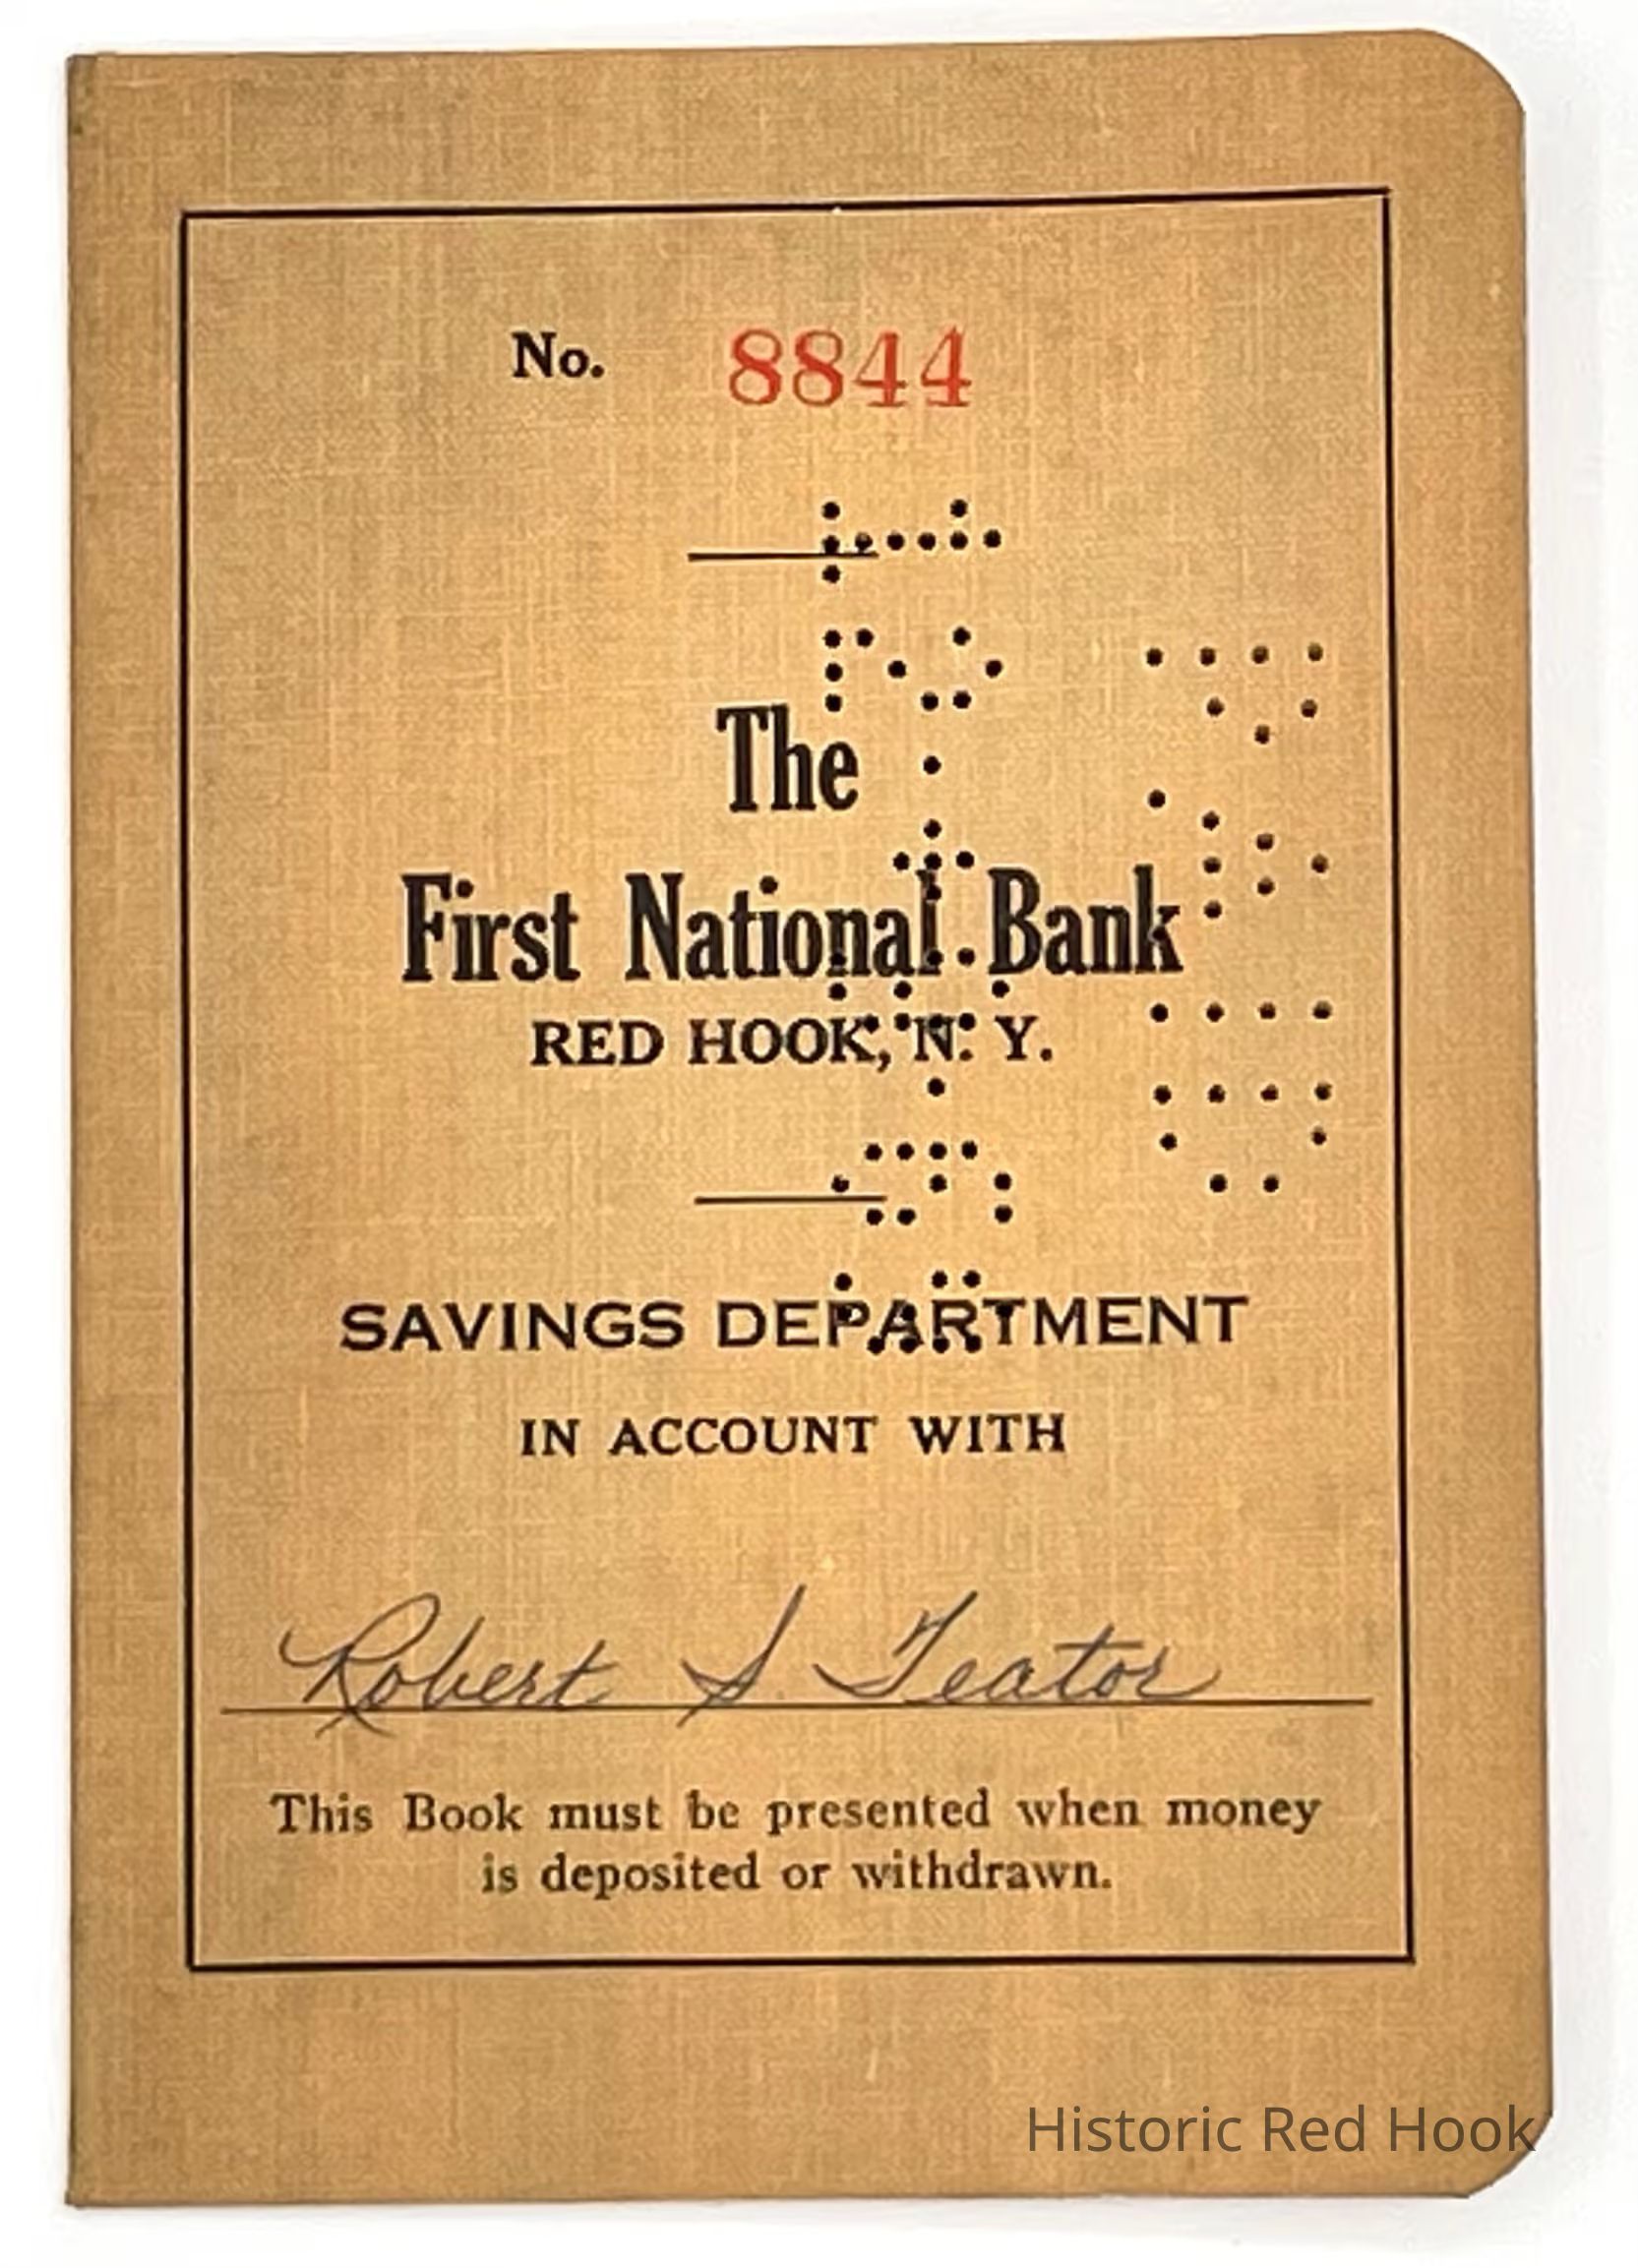 No. 8844
The
First National Bank
RED HOOK, N. Y.
PAID
SAVINGS DEPARTMENT
IN ACCOUNT WITH
Robert S Teator
This Book must be presented when money
is deposited or withdrawn.
Historic Red Hook